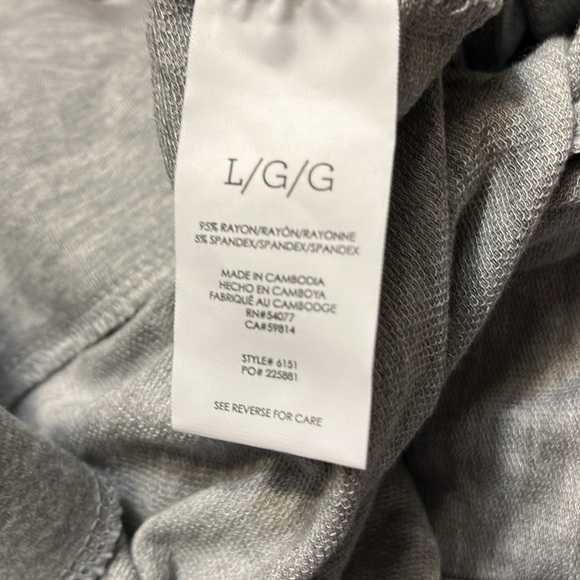 L/G/G
95% RAYON/RAYÓN/RAYONNE
5% SPANDEX/SPANDEX/SPANDEX
MADE IN CAMBODIA
HECHO EN CAMBOYA
FABRIQUÉ AU CAMBODGE
RN#54077
CA#59814
STYLE# 6151
PO# 225881
SEE REVERSE FOR CARE